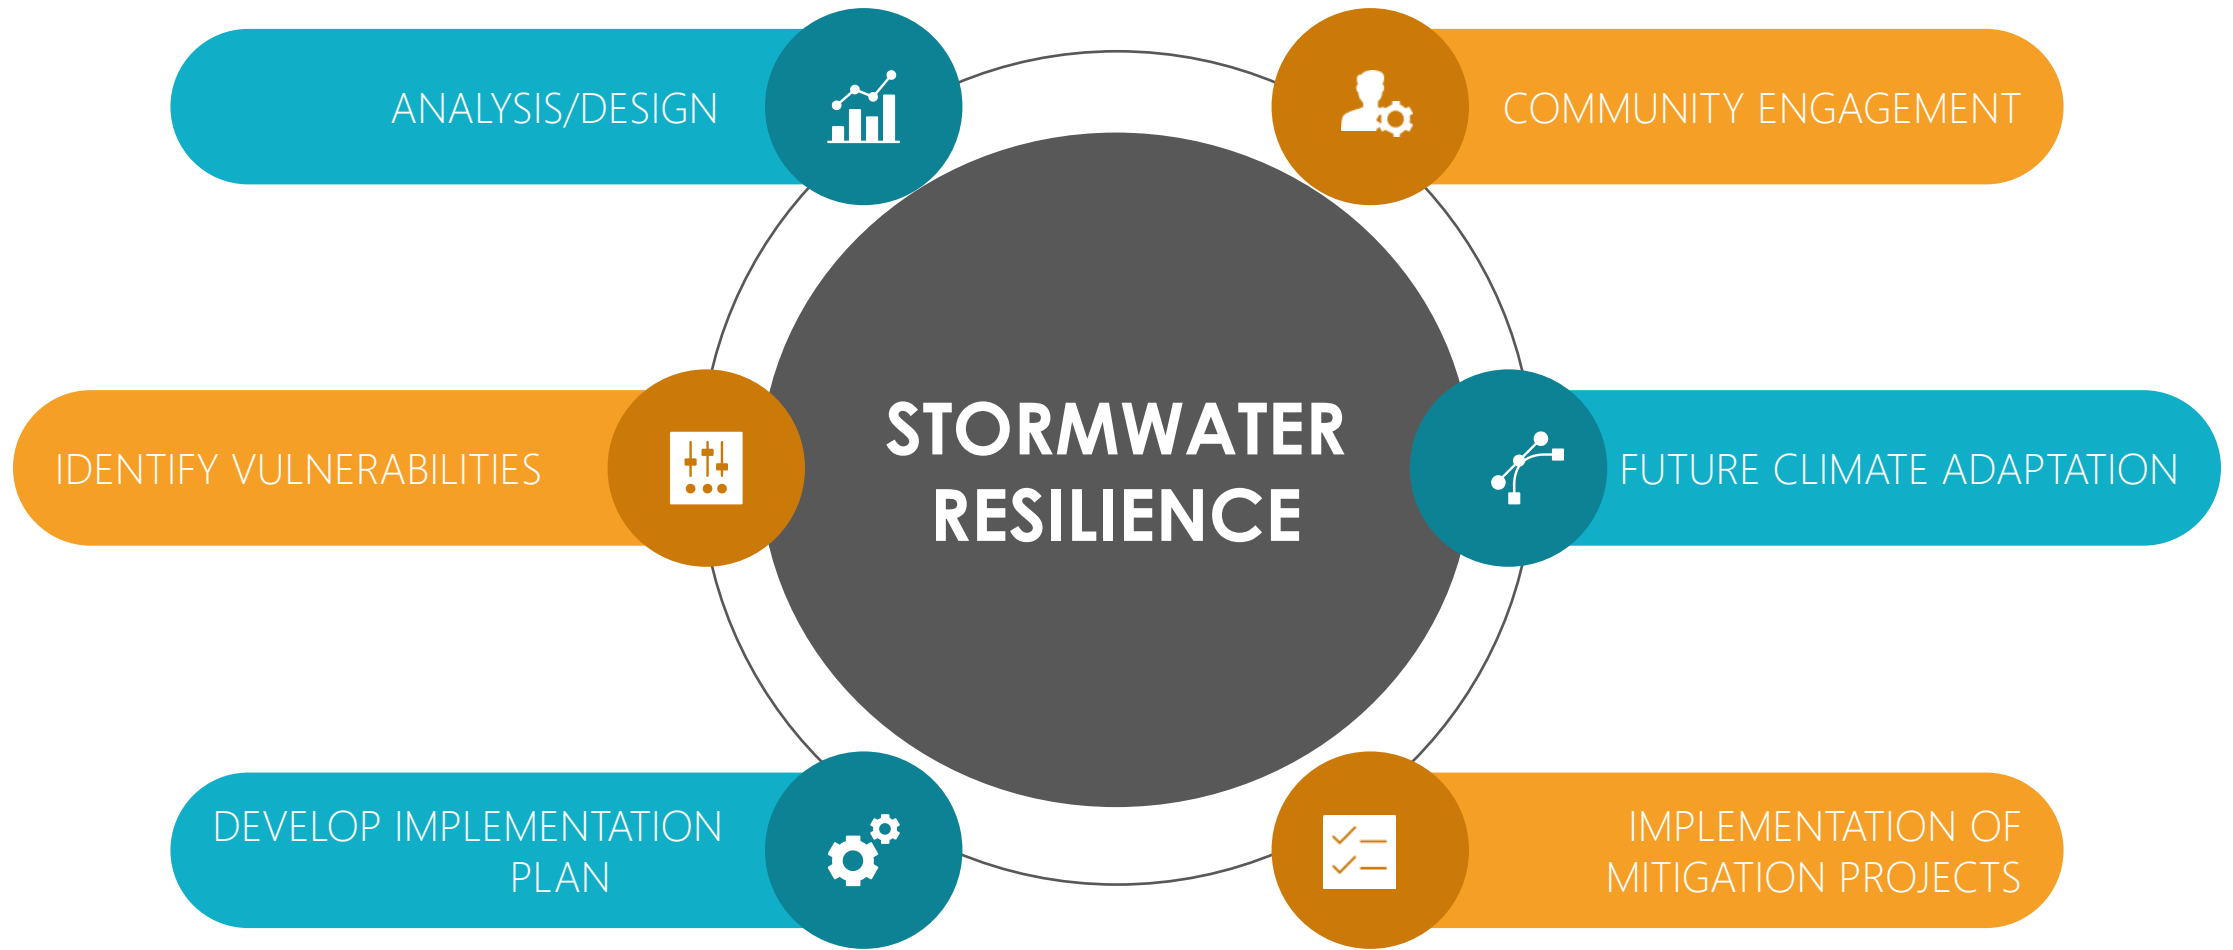 ANALYSIS/DESIGN
COMMUNITY ENGAGEMENT
STORMWATER
RESILIENCE
IDENTIFY VULNERABILITIES
FUTURE CLIMATE ADAPTATION
DEVELOP IMPLEMENTATION
PLAN
IMPLEMENTATION OF
MITIGATION PROJECTS